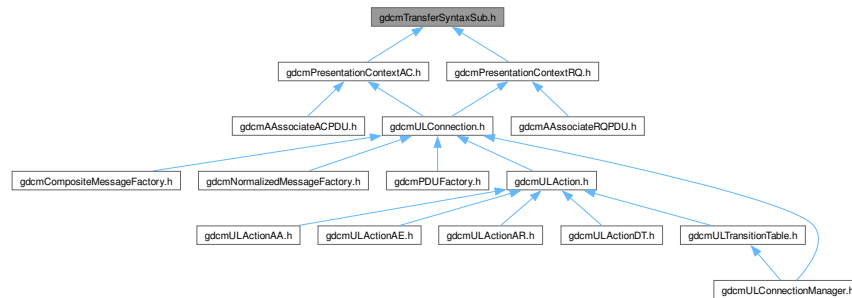 gdcmTransferSyntaxSub.h
gdcmPresentationContextAC.h
gdcmPresentationContextRQ.h
gdcmAAssociateACPDU.h
gdcmULConnection.h
gdcmAAssociateRQPDU.h
gdcmCompositeMessageFactory.h
gdcmNormalizedMessageFactory.h
gdcmPDUFactory.h
gdcmULAction.h
gdcmULActionAA.h
gdcmULActionAE.h
gdcmULActionAR.h
gdcmULActionDT.h
gdcmULTransitionTable.h
gdcmULConnectionManager.h